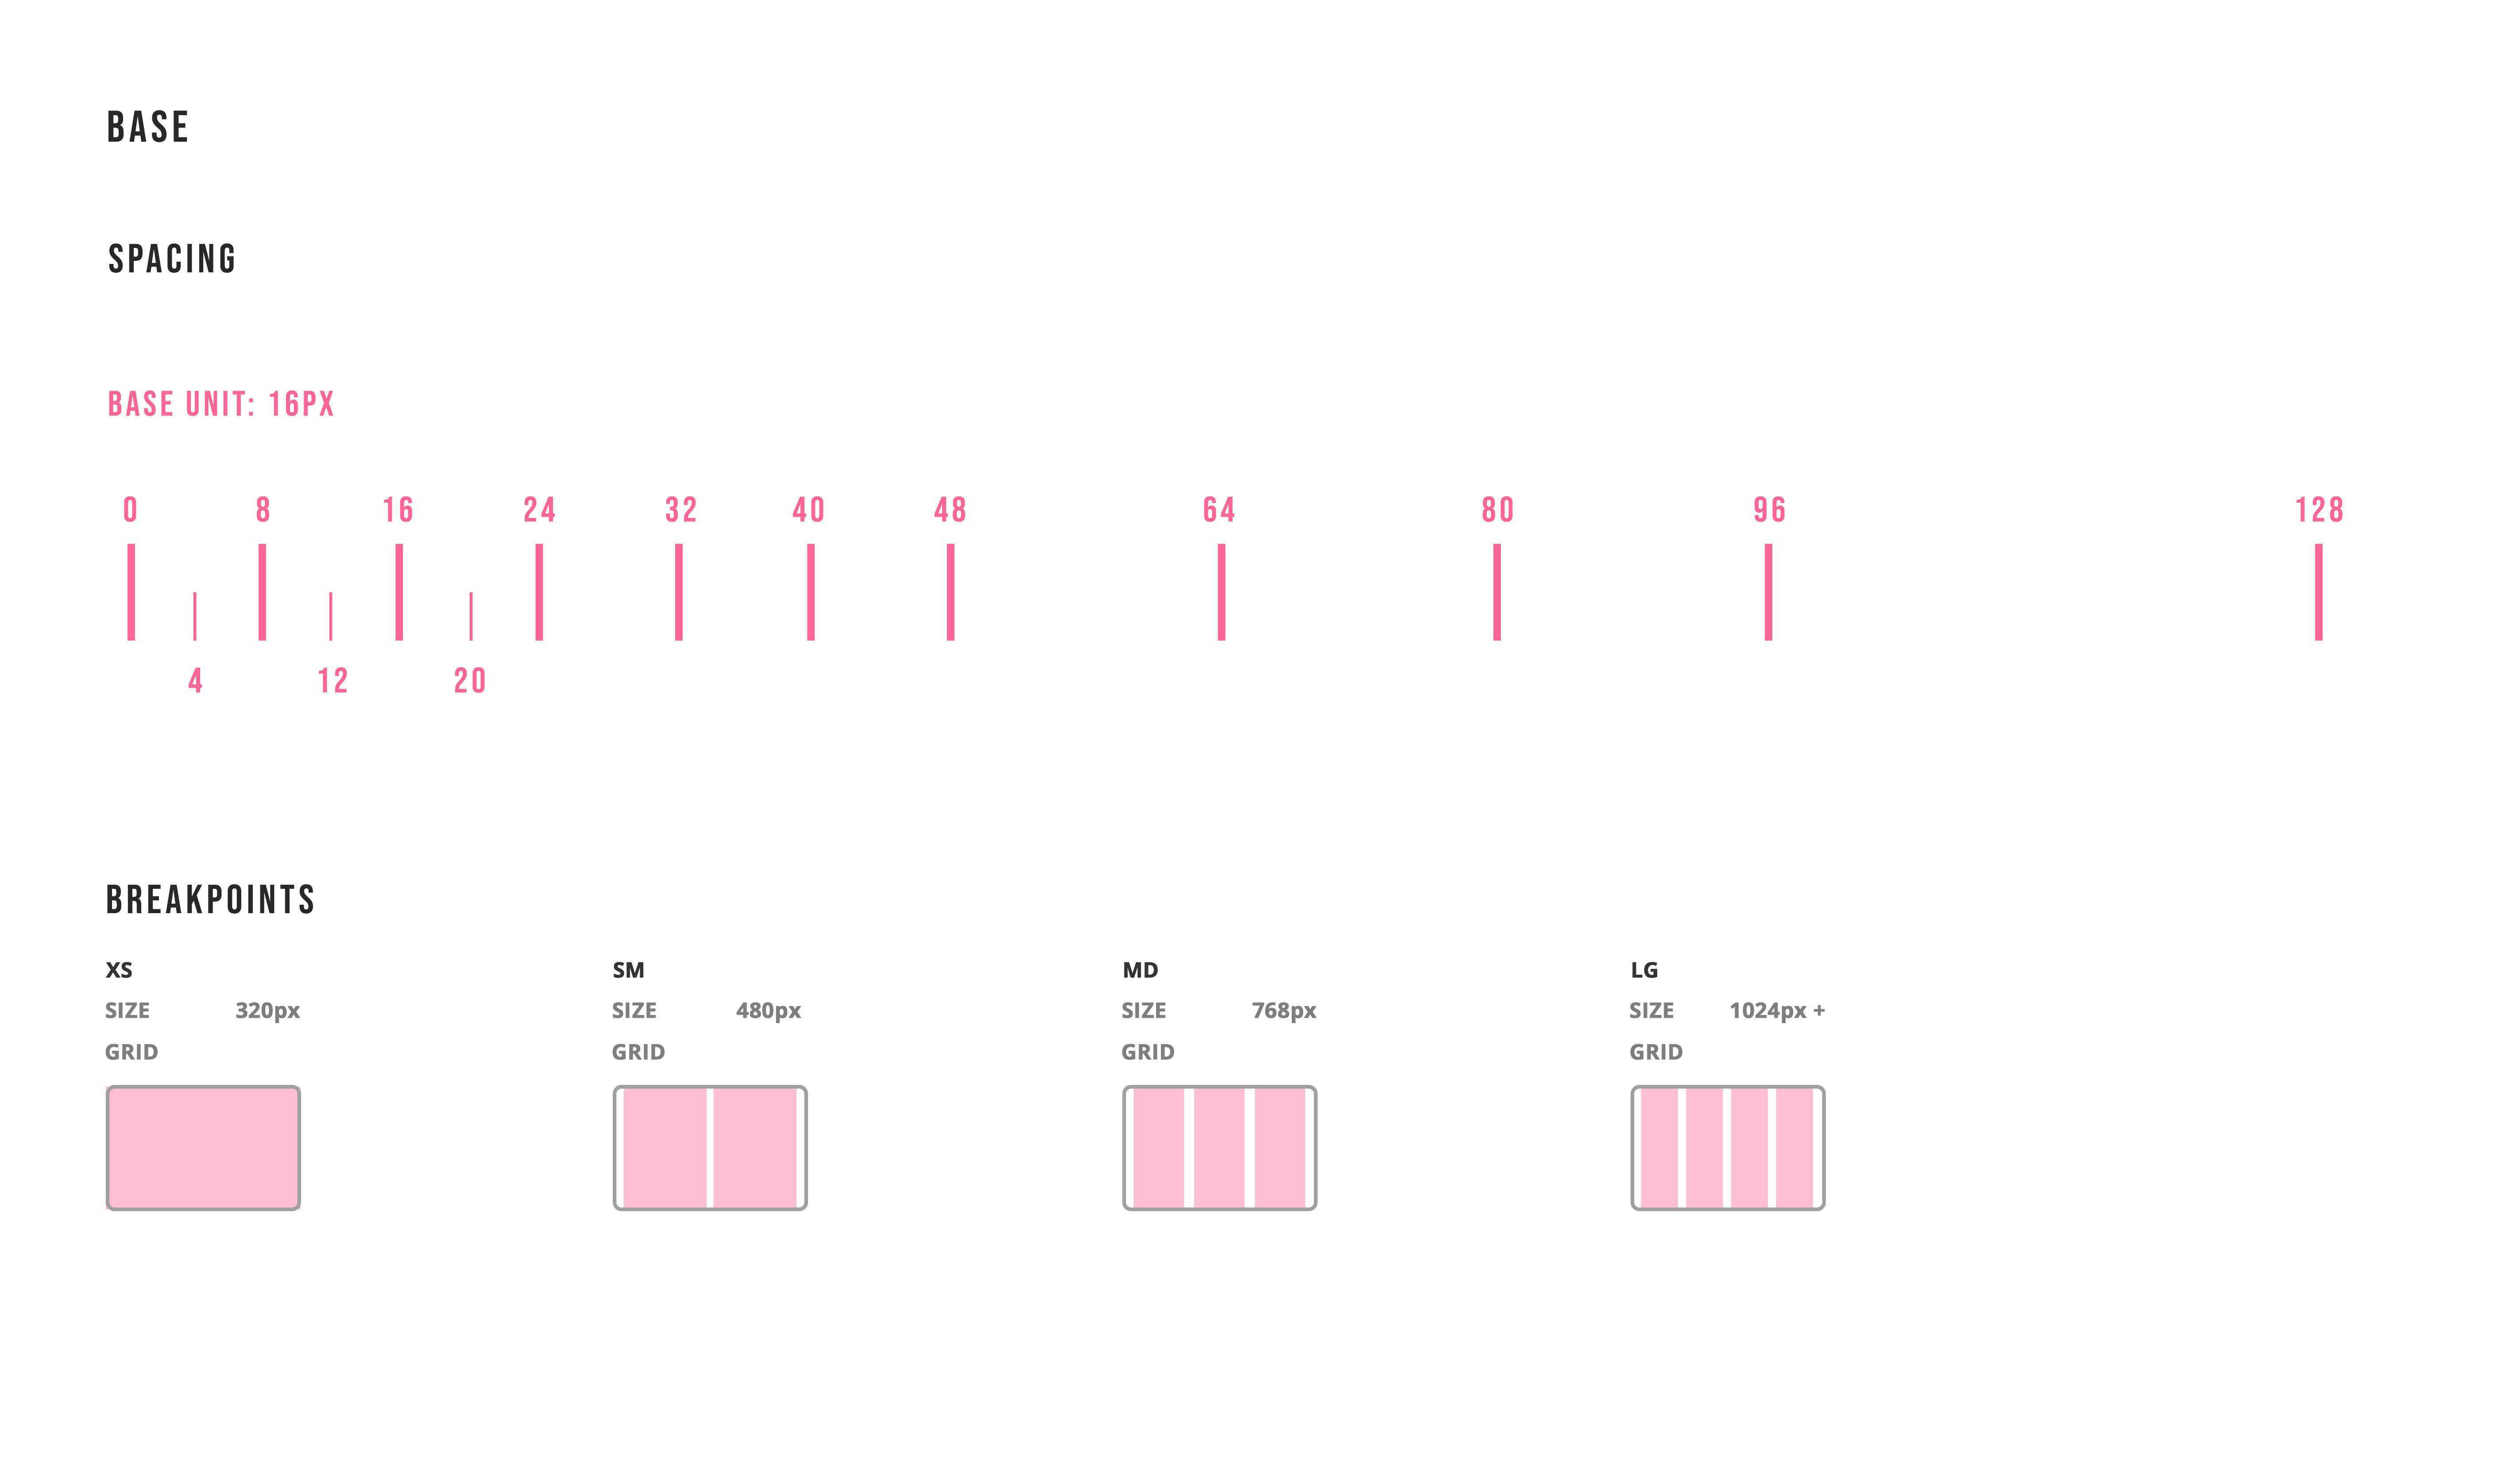 BASE
SPACING
BASE UNIT: 16PX
0 8 16 24 32 40 48 64 80 96 128
4 12 20
BREAKPOINTS
XS SM MD LG
SIZE 320px SIZE 480px SIZE 768px SIZE 1024px +
GRID GRID GRID GRID